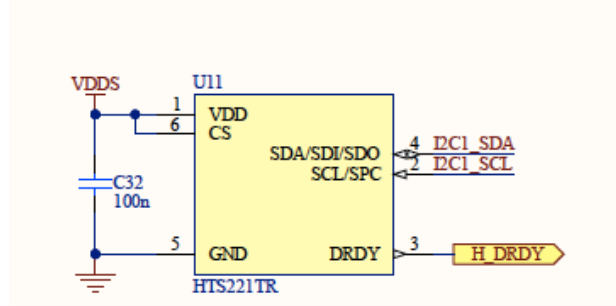 VDDS
U11
1 VDD
6 CS
SDA/SDI/SDO 4 I2C1_SDA
SCL/SPC 2 I2C1_SCL
C32
100n
5 GND
DRDY 3 H_DRDY
HTS221TR